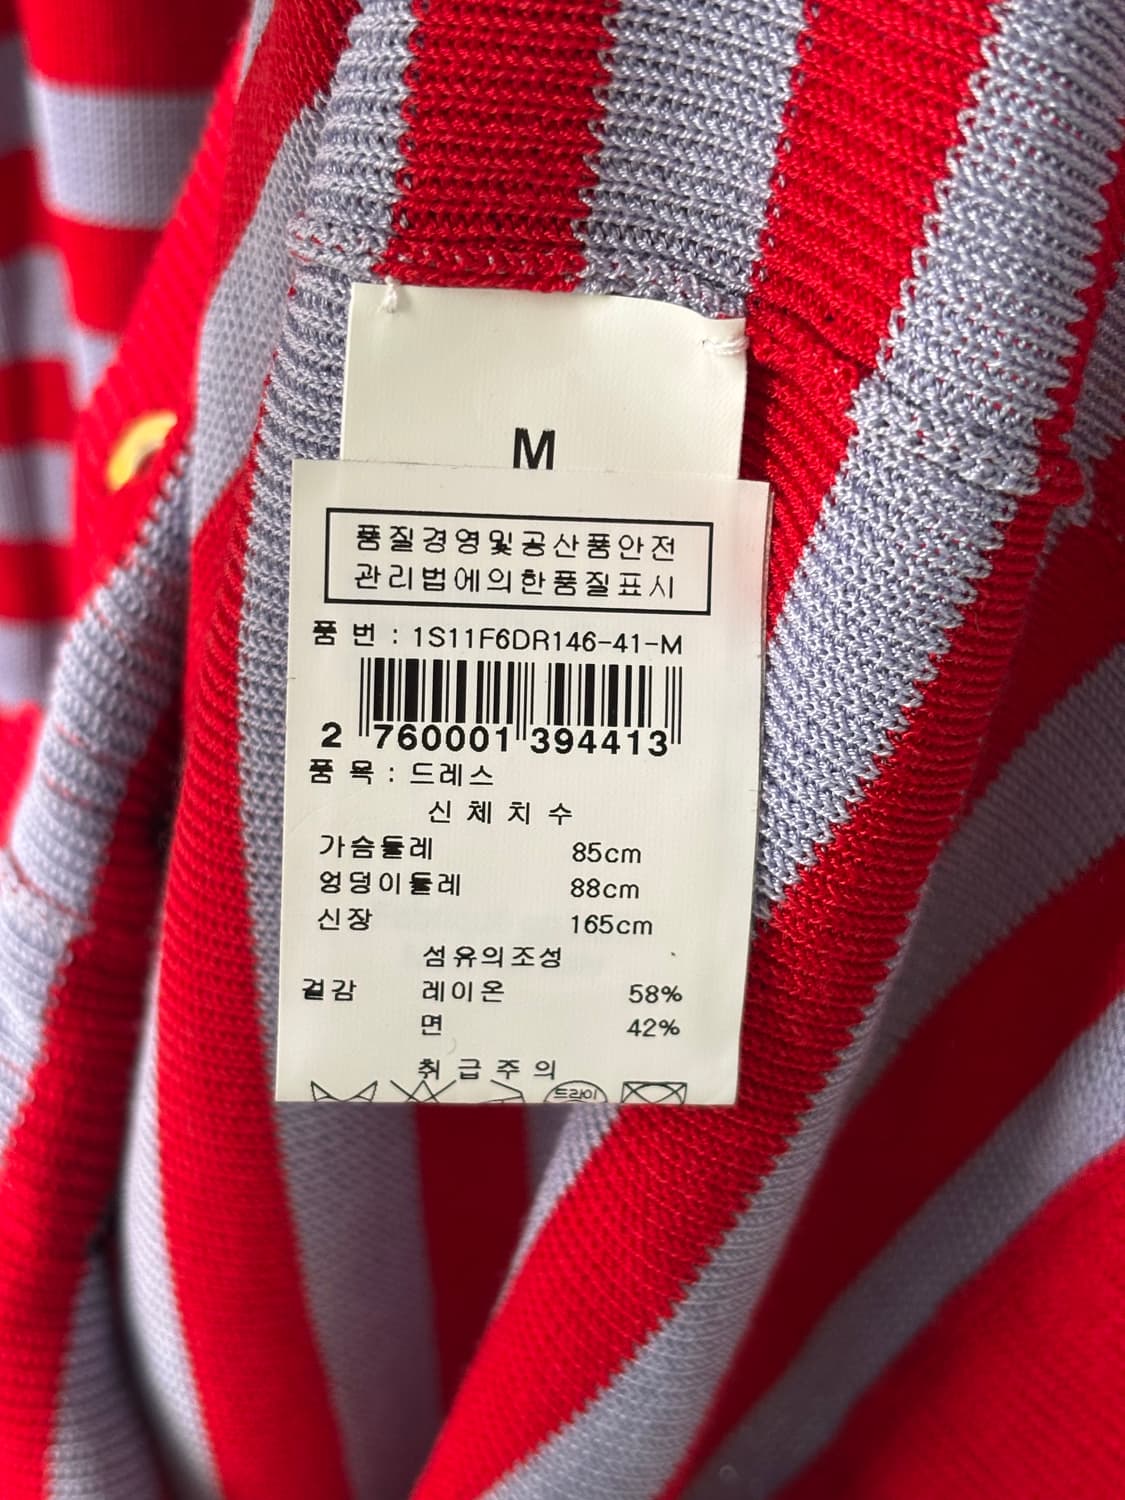 M
품질경영및공산품안전
관리법에의한품질표시
품 번 : 1S11F6DR146-41-M
2 760001 394413
품 목 : 드레스
신 체 치 수
가슴둘레 85cm
엉덩이둘레 88cm
신장 165cm
섬유의조성
겉감 레이온 58%
면 42%
취 급 주 의
드라이